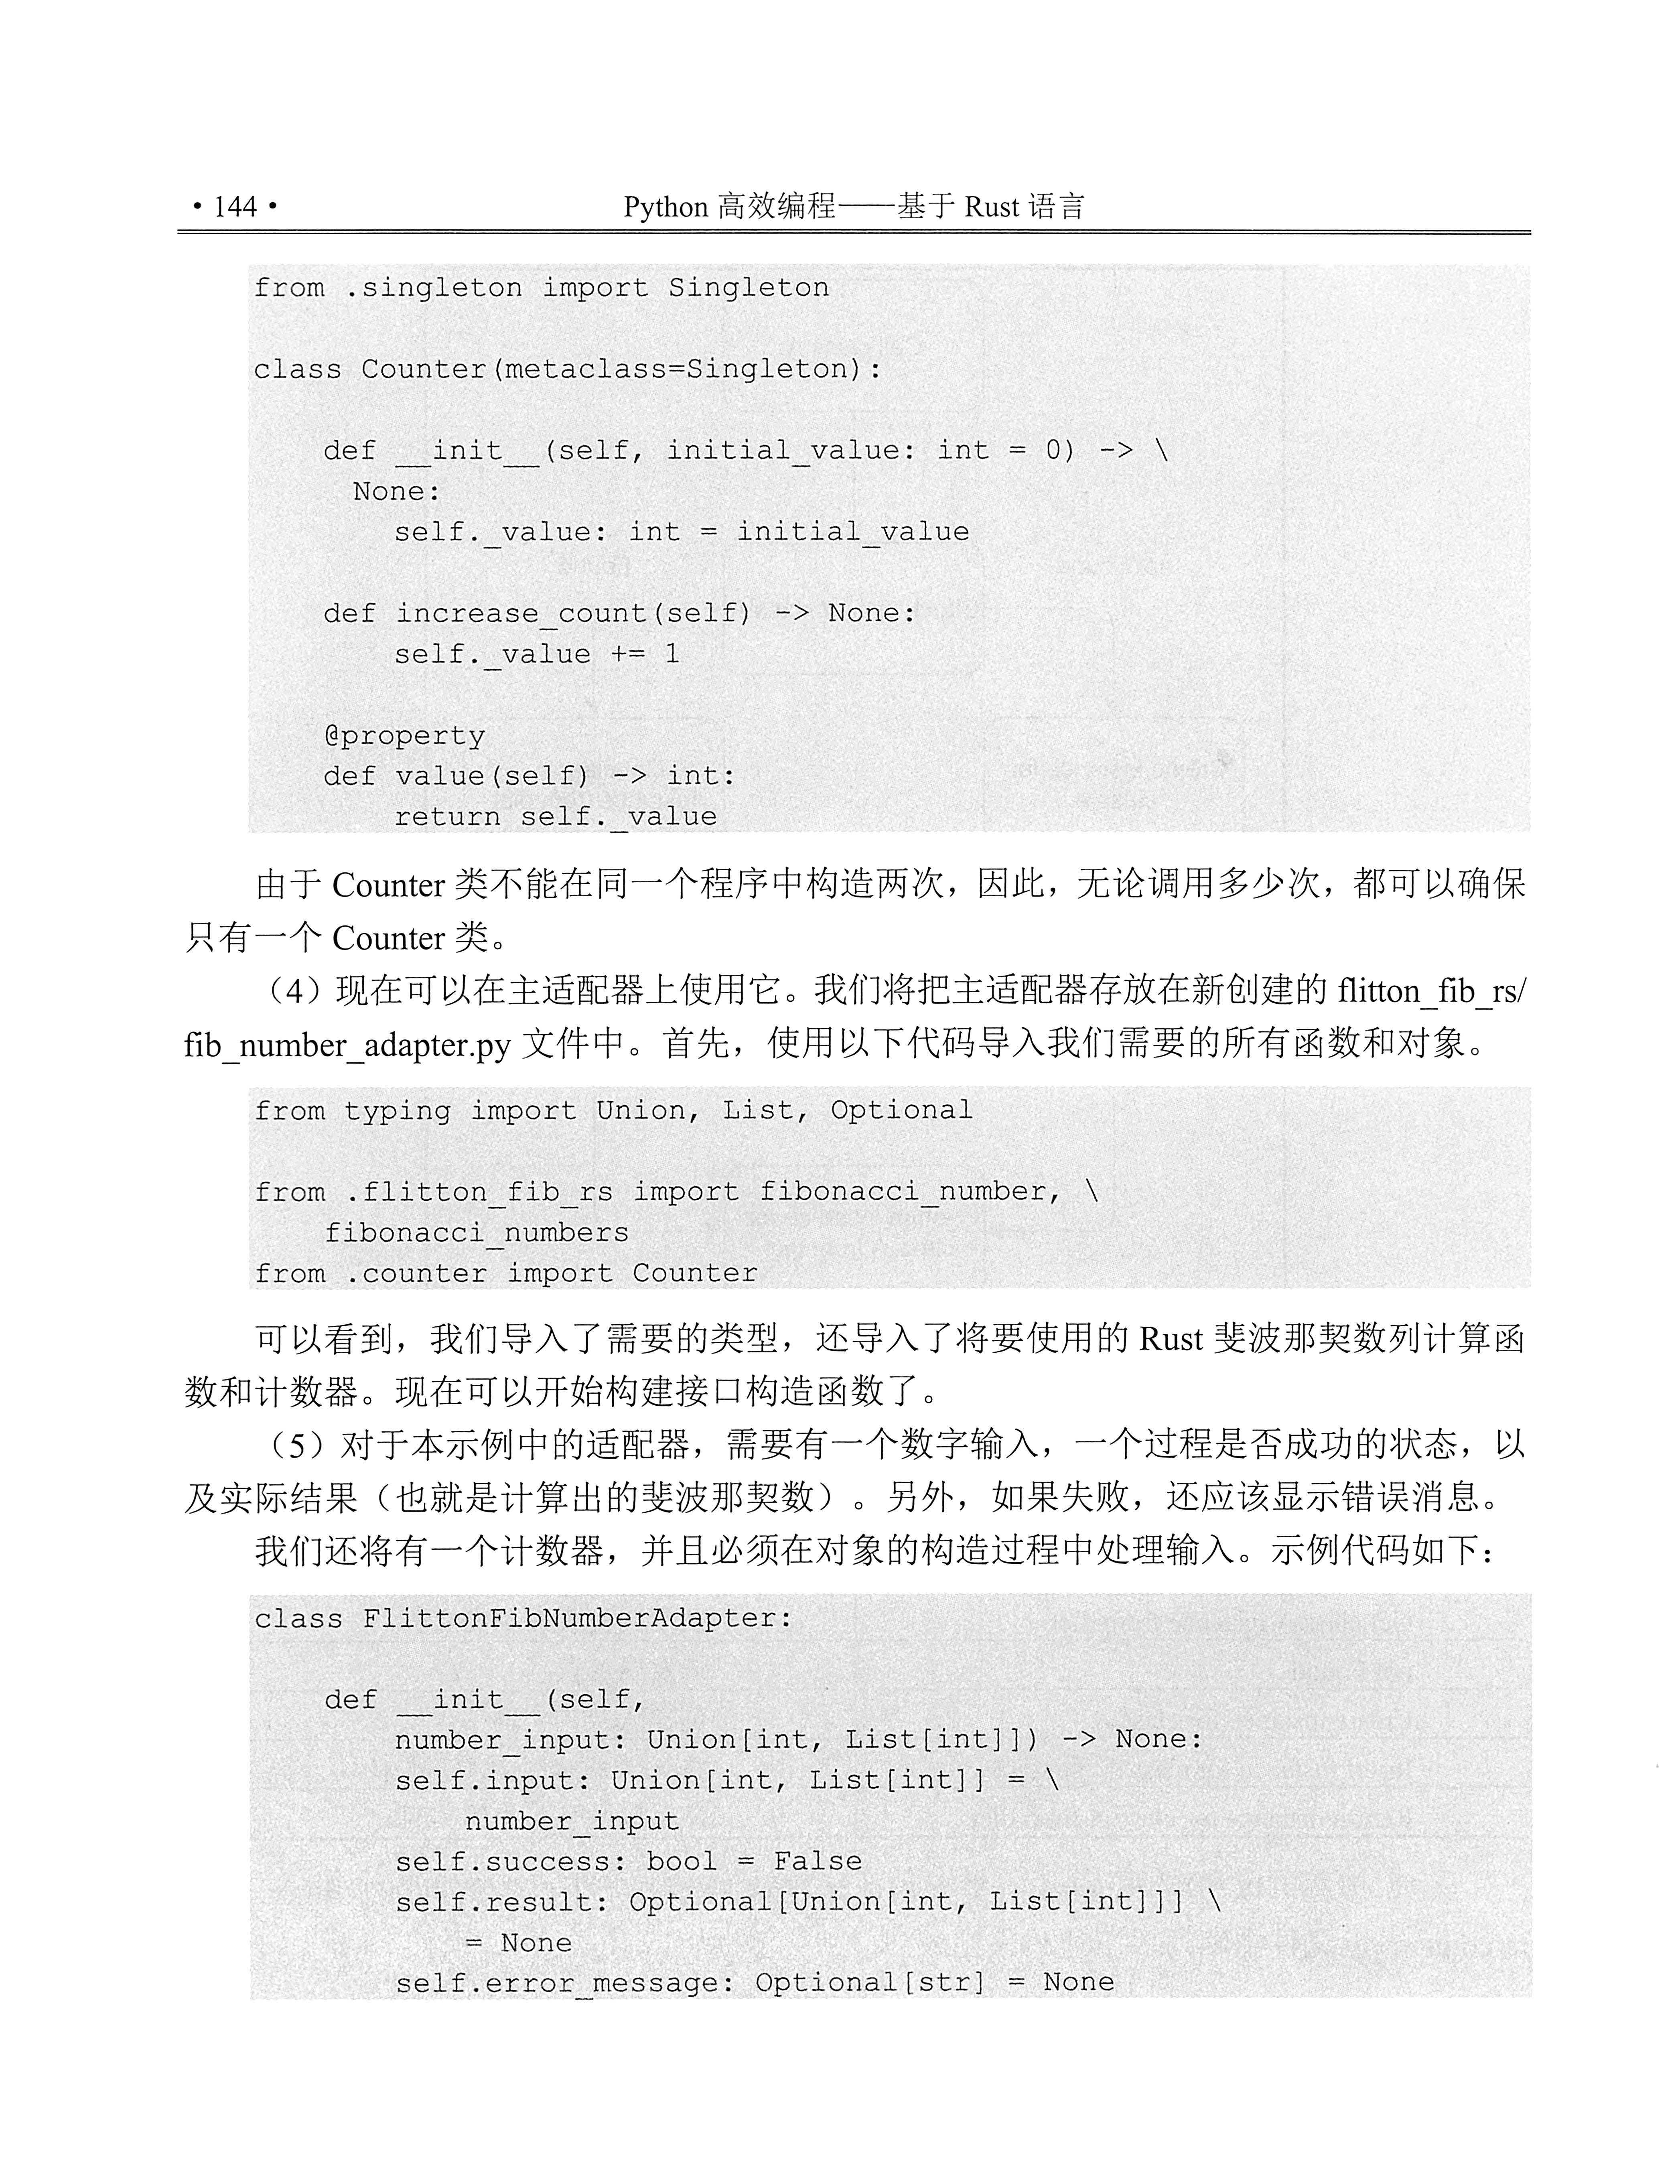 • 144 •
Python 高效编程——基于 Rust 语言
from .singleton import Singleton
class Counter(metaclass=Singleton):
    def __init__(self, initial_value: int = 0) -> \
     None:
        self._value: int = initial_value
    def increase_count(self) -> None:
        self._value += 1
    @property
    def value(self) -> int:
        return self._value
由于 Counter 类不能在同一个程序中构造两次，因此，无论调用多少次，都可以确保
只有一个 Counter 类。
（4）现在可以在主适配器上使用它。我们将把主适配器存放在新创建的 flitton_fib_rs/
fib_number_adapter.py 文件中。首先，使用以下代码导入我们需要的所有函数和对象。
from typing import Union, List, Optional
from .flitton_fib_rs import fibonacci_number, \
    fibonacci_numbers
from .counter import Counter
可以看到，我们导入了需要的类型，还导入了将要使用的 Rust 斐波那契数列计算函
数和计数器。现在可以开始构建接口构造函数了。
（5）对于本示例中的适配器，需要有一个数字输入，一个过程是否成功的状态，以
及实际结果（也就是计算出的斐波那契数）。另外，如果失败，还应该显示错误消息。
我们还将有一个计数器，并且必须在对象的构造过程中处理输入。示例代码如下：
class FlittonFibNumberAdapter:
    def __init__(self,
        number_input: Union[int, List[int]]) -> None:
        self.input: Union[int, List[int]] = \
            number_input
        self.success: bool = False
        self.result: Optional[Union[int, List[int]]] \
            = None
        self.error_message: Optional[str] = None